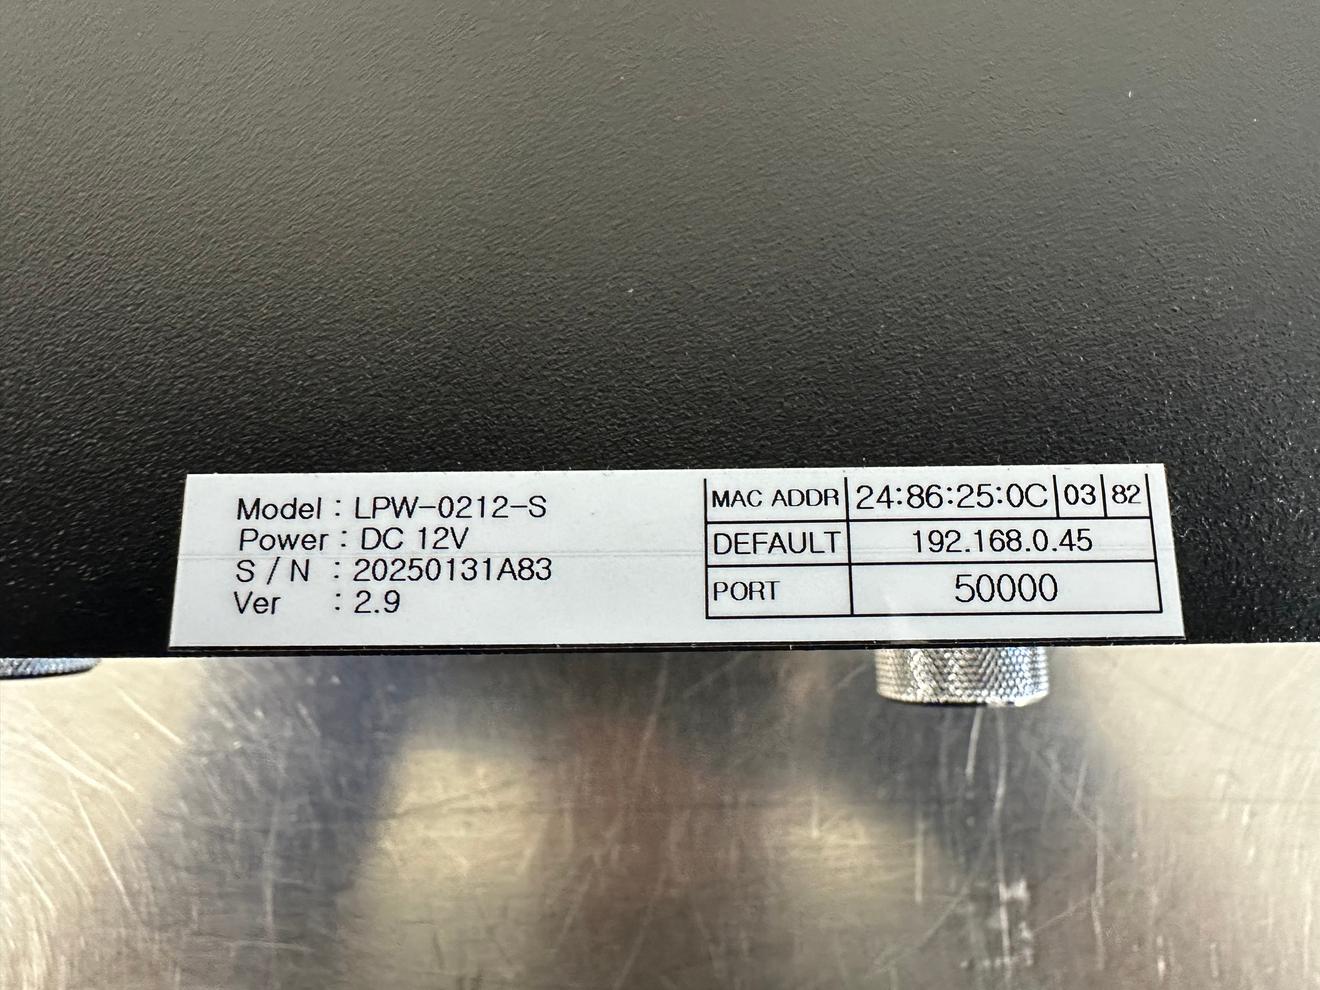 Model : LPW-0212-S
Power : DC 12V
S / N : 20250131A83
Ver : 2.9
MAC ADDR 24:86:25:0C 03 82
DEFAULT 192.168.0.45
PORT 50000